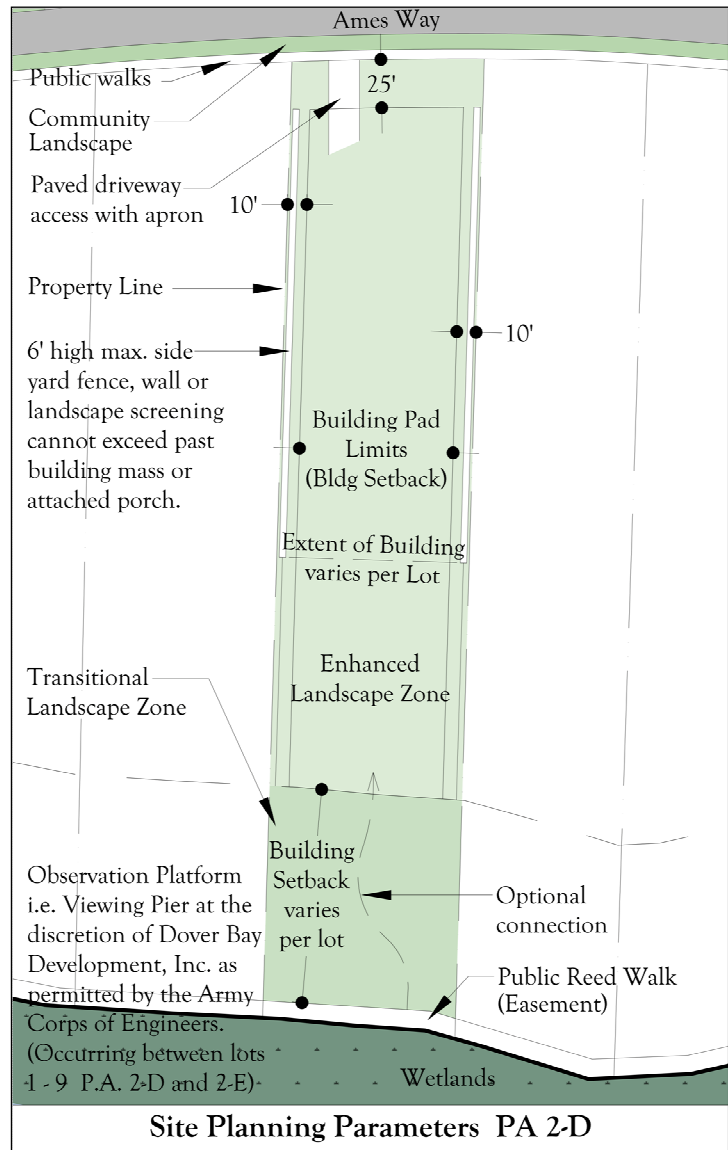 Ames Way
Public walks
25'
Community
Landscape
Paved driveway
access with apron
10'
Property Line
10'
6' high max. side
yard fence, wall or
landscape screening
cannot exceed past
building mass or
attached porch.
Building Pad
Limits
(Bldg Setback)
Extent of Building
varies per Lot
Enhanced
Landscape Zone
Transitional
Landscape Zone
Building
Setback
varies
per lot
Observation Platform
i.e. Viewing Pier at the
discretion of Dover Bay
Development, Inc. as
permitted by the Army
Corps of Engineers.
(Occurring between lots
1 - 9 P.A. 2-D and 2-E)
Optional
connection
Public Reed Walk
(Easement)
Wetlands
Site Planning Parameters PA 2-D